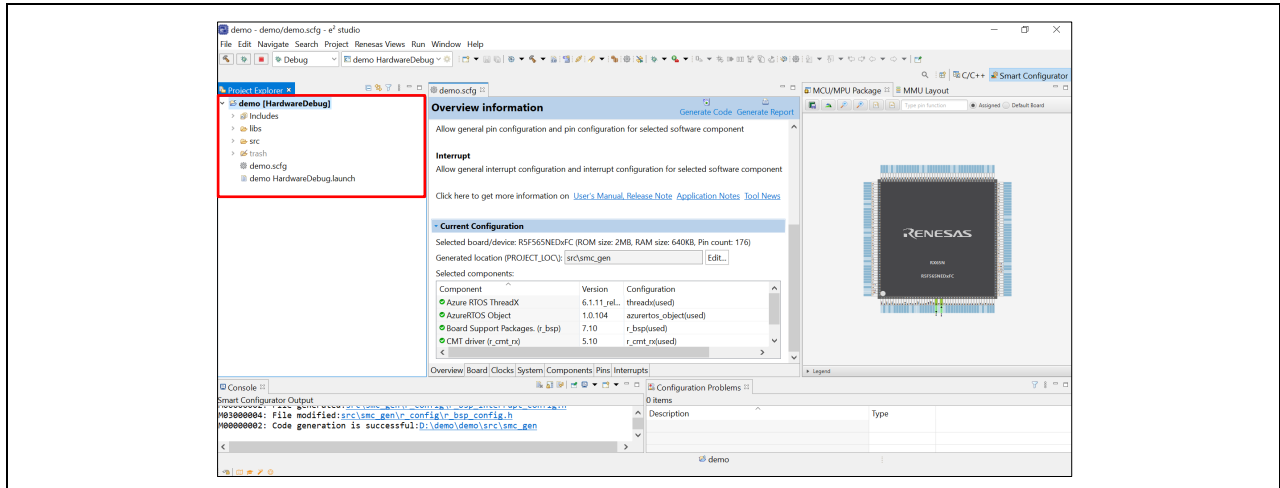 demo - demo/demo.scfg - e² studio
File Edit Navigate Search Project Renesas Views Run Window Help
Debug
demo HardwareDebug
C/C++ Smart Configurator
Project Explorer
demo [HardwareDebug]
Includes
libs
src
trash
demo.scfg
demo HardwareDebug.launch
demo.scfg
Overview information
Generate Code Generate Report
Allow general pin configuration and pin configuration for selected software component
Interrupt
Allow general interrupt configuration and interrupt configuration for selected software component
Click here to get more information on User's Manual, Release Note Application Notes Tool News
Current Configuration
Selected board/device: R5F565NEDxFC (ROM size: 2MB, RAM size: 640KB, Pin count: 176)
Generated location (PROJECT_LOC\): src\smc_gen Edit...
Selected components:
Component Version Configuration
Azure RTOS ThreadX 6.1.11_rel... threadx(used)
AzureRTOS Object 1.0.104 azurertos_object(used)
Board Support Packages. (r_bsp) 7.10 r_bsp(used)
CMT driver (r_cmt_rx) 5.10 r_cmt_rx(used)
Overview Board Clocks System Components Pins Interrupts
MCU/MPU Package MMU Layout
Type pin function Assigned Default Board
RENESAS
RX65N
R5F565NEDxFC
Legend
Console
Smart Configurator Output
M03000004: File modified:src\smc_gen\r_config\r_bsp_config.h
M00000002: Code generation is successful:D:\demo\demo\src\smc_gen
Configuration Problems
0 items
Description Type
demo